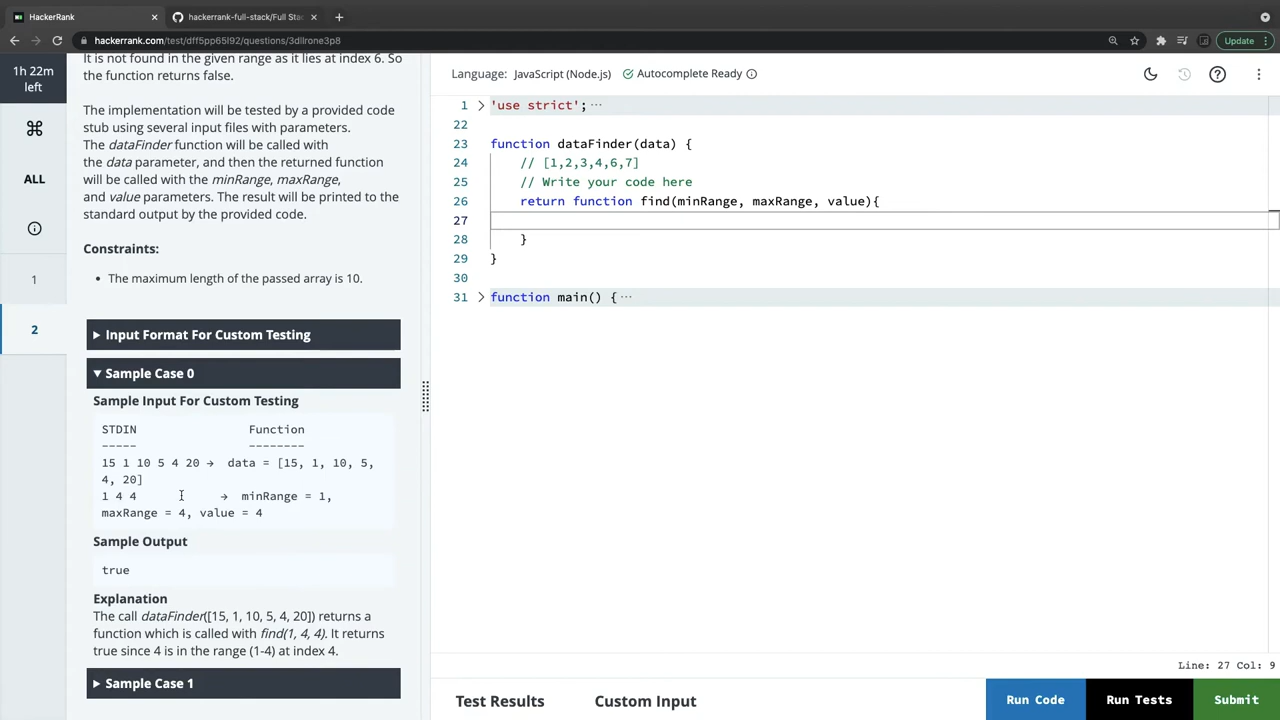 HackerRank
hackerrank-full-stack/Full Stac
hackerrank.com/test/dff5pp65l92/questions/3dilrone3p8
Update
1h 22m
left
ALL
1
2
It is not found in the given range as it lies at index 6. So
the function returns false.
The implementation will be tested by a provided code
stub using several input files with parameters.
The dataFinder function will be called with
the data parameter, and then the returned function
will be called with the minRange, maxRange,
and value parameters. The result will be printed to the
standard output by the provided code.
Constraints:
• The maximum length of the passed array is 10.
Input Format For Custom Testing
Sample Case 0
Sample Input For Custom Testing
STDIN Function
----- --------
15 1 10 5 4 20 → data = [15, 1, 10, 5,
4, 20]
1 4 4 → minRange = 1,
maxRange = 4, value = 4
Sample Output
true
Explanation
The call dataFinder([15, 1, 10, 5, 4, 20]) returns a
function which is called with find(1, 4, 4). It returns
true since 4 is in the range (1-4) at index 4.
Sample Case 1
Language: JavaScript (Node.js) Autocomplete Ready
1 'use strict'; ···
22
23 function dataFinder(data) {
24 // [1,2,3,4,6,7]
25 // Write your code here
26 return function find(minRange, maxRange, value){
27
28 }
29 }
30
31 function main() { ···
Line: 27 Col: 9
Test Results Custom Input Run Code Run Tests Submit